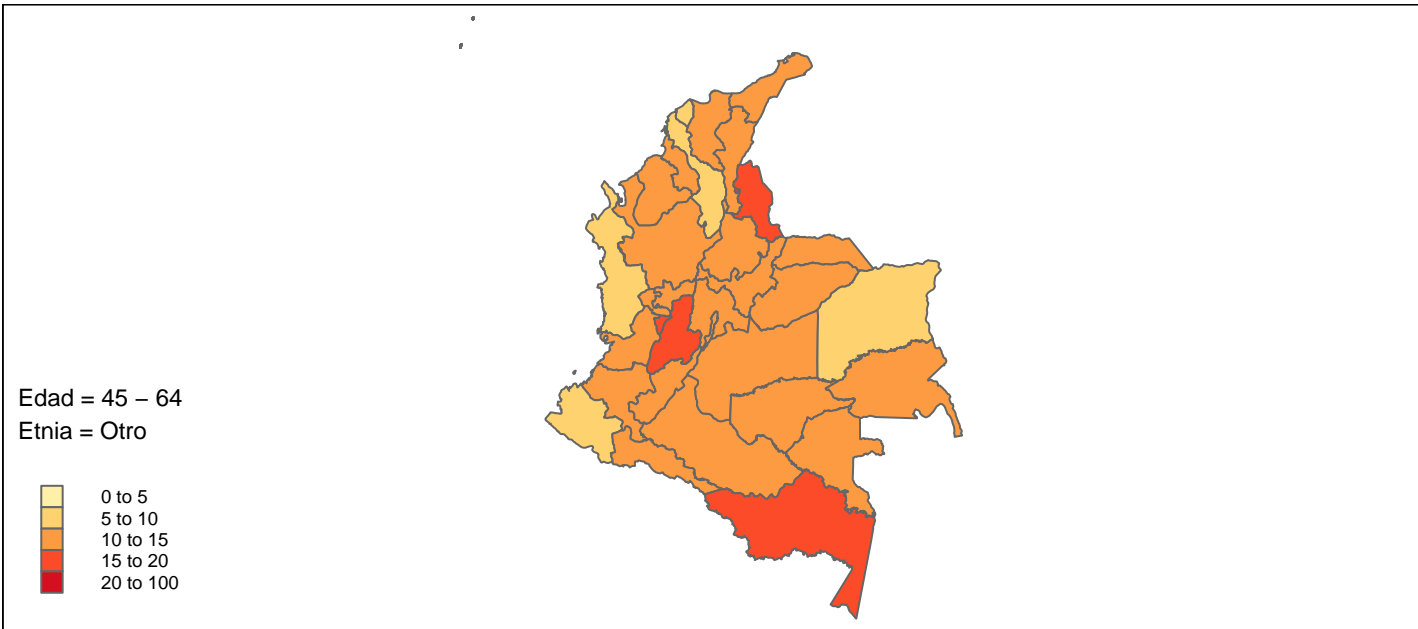 Edad = 45 – 64
Etnia = Otro
0 to 5
5 to 10
10 to 15
15 to 20
20 to 100